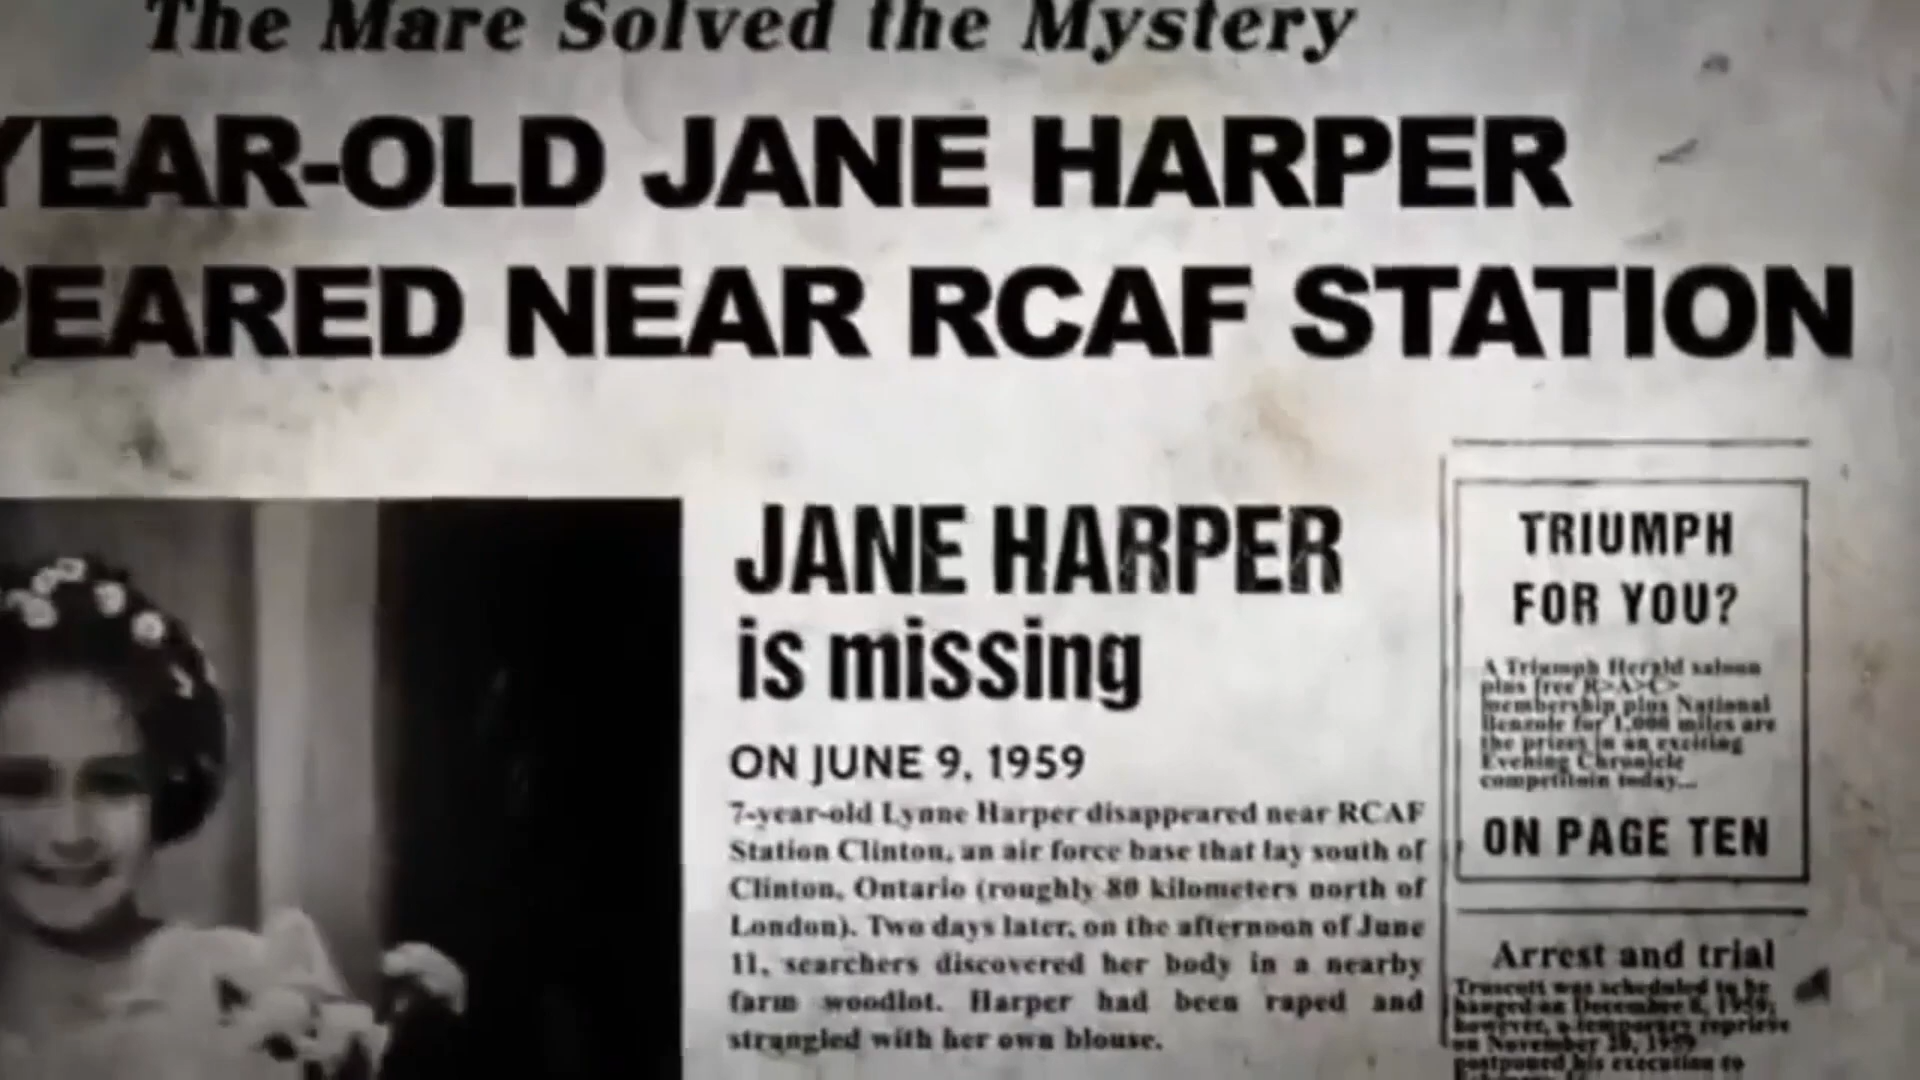 The Mare Solved the Mystery
YEAR-OLD JANE HARPER
PEARED NEAR RCAF STATION
JANE HARPER
is missing
ON JUNE 9, 1959
7-year-old Lynne Harper disappeared near RCAF
Station Clinton, an air force base that lay south of
Clinton, Ontario (roughly 80 kilometers north of
London). Two days later, on the afternoon of June
11, searchers discovered her body in a nearby
farm woodlot. Harper had been raped and
strangled with her own blouse.
TRIUMPH
FOR YOU?
A Triumph Herald saloon
plus free R>A>C>
membership plus National
Benzole for 1,000 miles are
the prizes in an exciting
Evening Chronicle
competitoin today...
ON PAGE TEN
Arrest and trial
Truscott was scheduled to be
hanged on December 8, 1959;
however, a temporary reprieve
on November 20, 1959
postponed his execution to